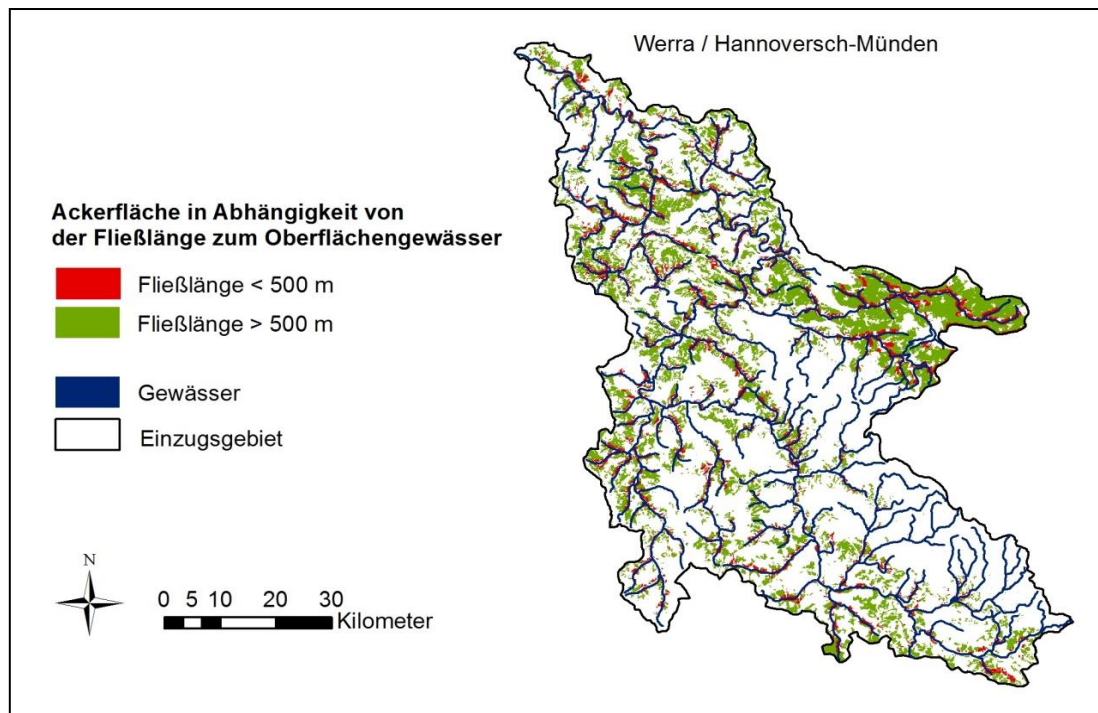 Werra / Hannoversch-Münden
Ackerfläche in Abhängigkeit von
der Fließlänge zum Oberflächengewässer
Fließlänge < 500 m
Fließlänge > 500 m
Gewässer
Einzugsgebiet
N
0 5 10 20 30
Kilometer